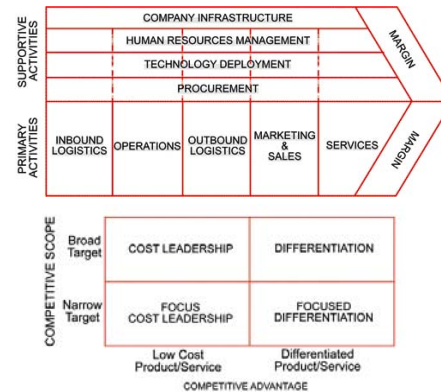 SUPPORTIVE
ACTIVITIES
COMPANY INFRASTRUCTURE
HUMAN RESOURCES MANAGEMENT
TECHNOLOGY DEPLOYMENT
PROCUREMENT
MARGIN
PRIMARY
ACTIVITIES
INBOUND
LOGISTICS
OPERATIONS
OUTBOUND
LOGISTICS
MARKETING
&
SALES
SERVICES
MARGIN
COMPETITIVE SCOPE
Broad
Target
COST LEADERSHIP
DIFFERENTIATION
Narrow
Target
FOCUS
COST LEADERSHIP
FOCUSED
DIFFERENTIATION
Low Cost
Product/Service
Differentiated
Product/Service
COMPETITIVE ADVANTAGE